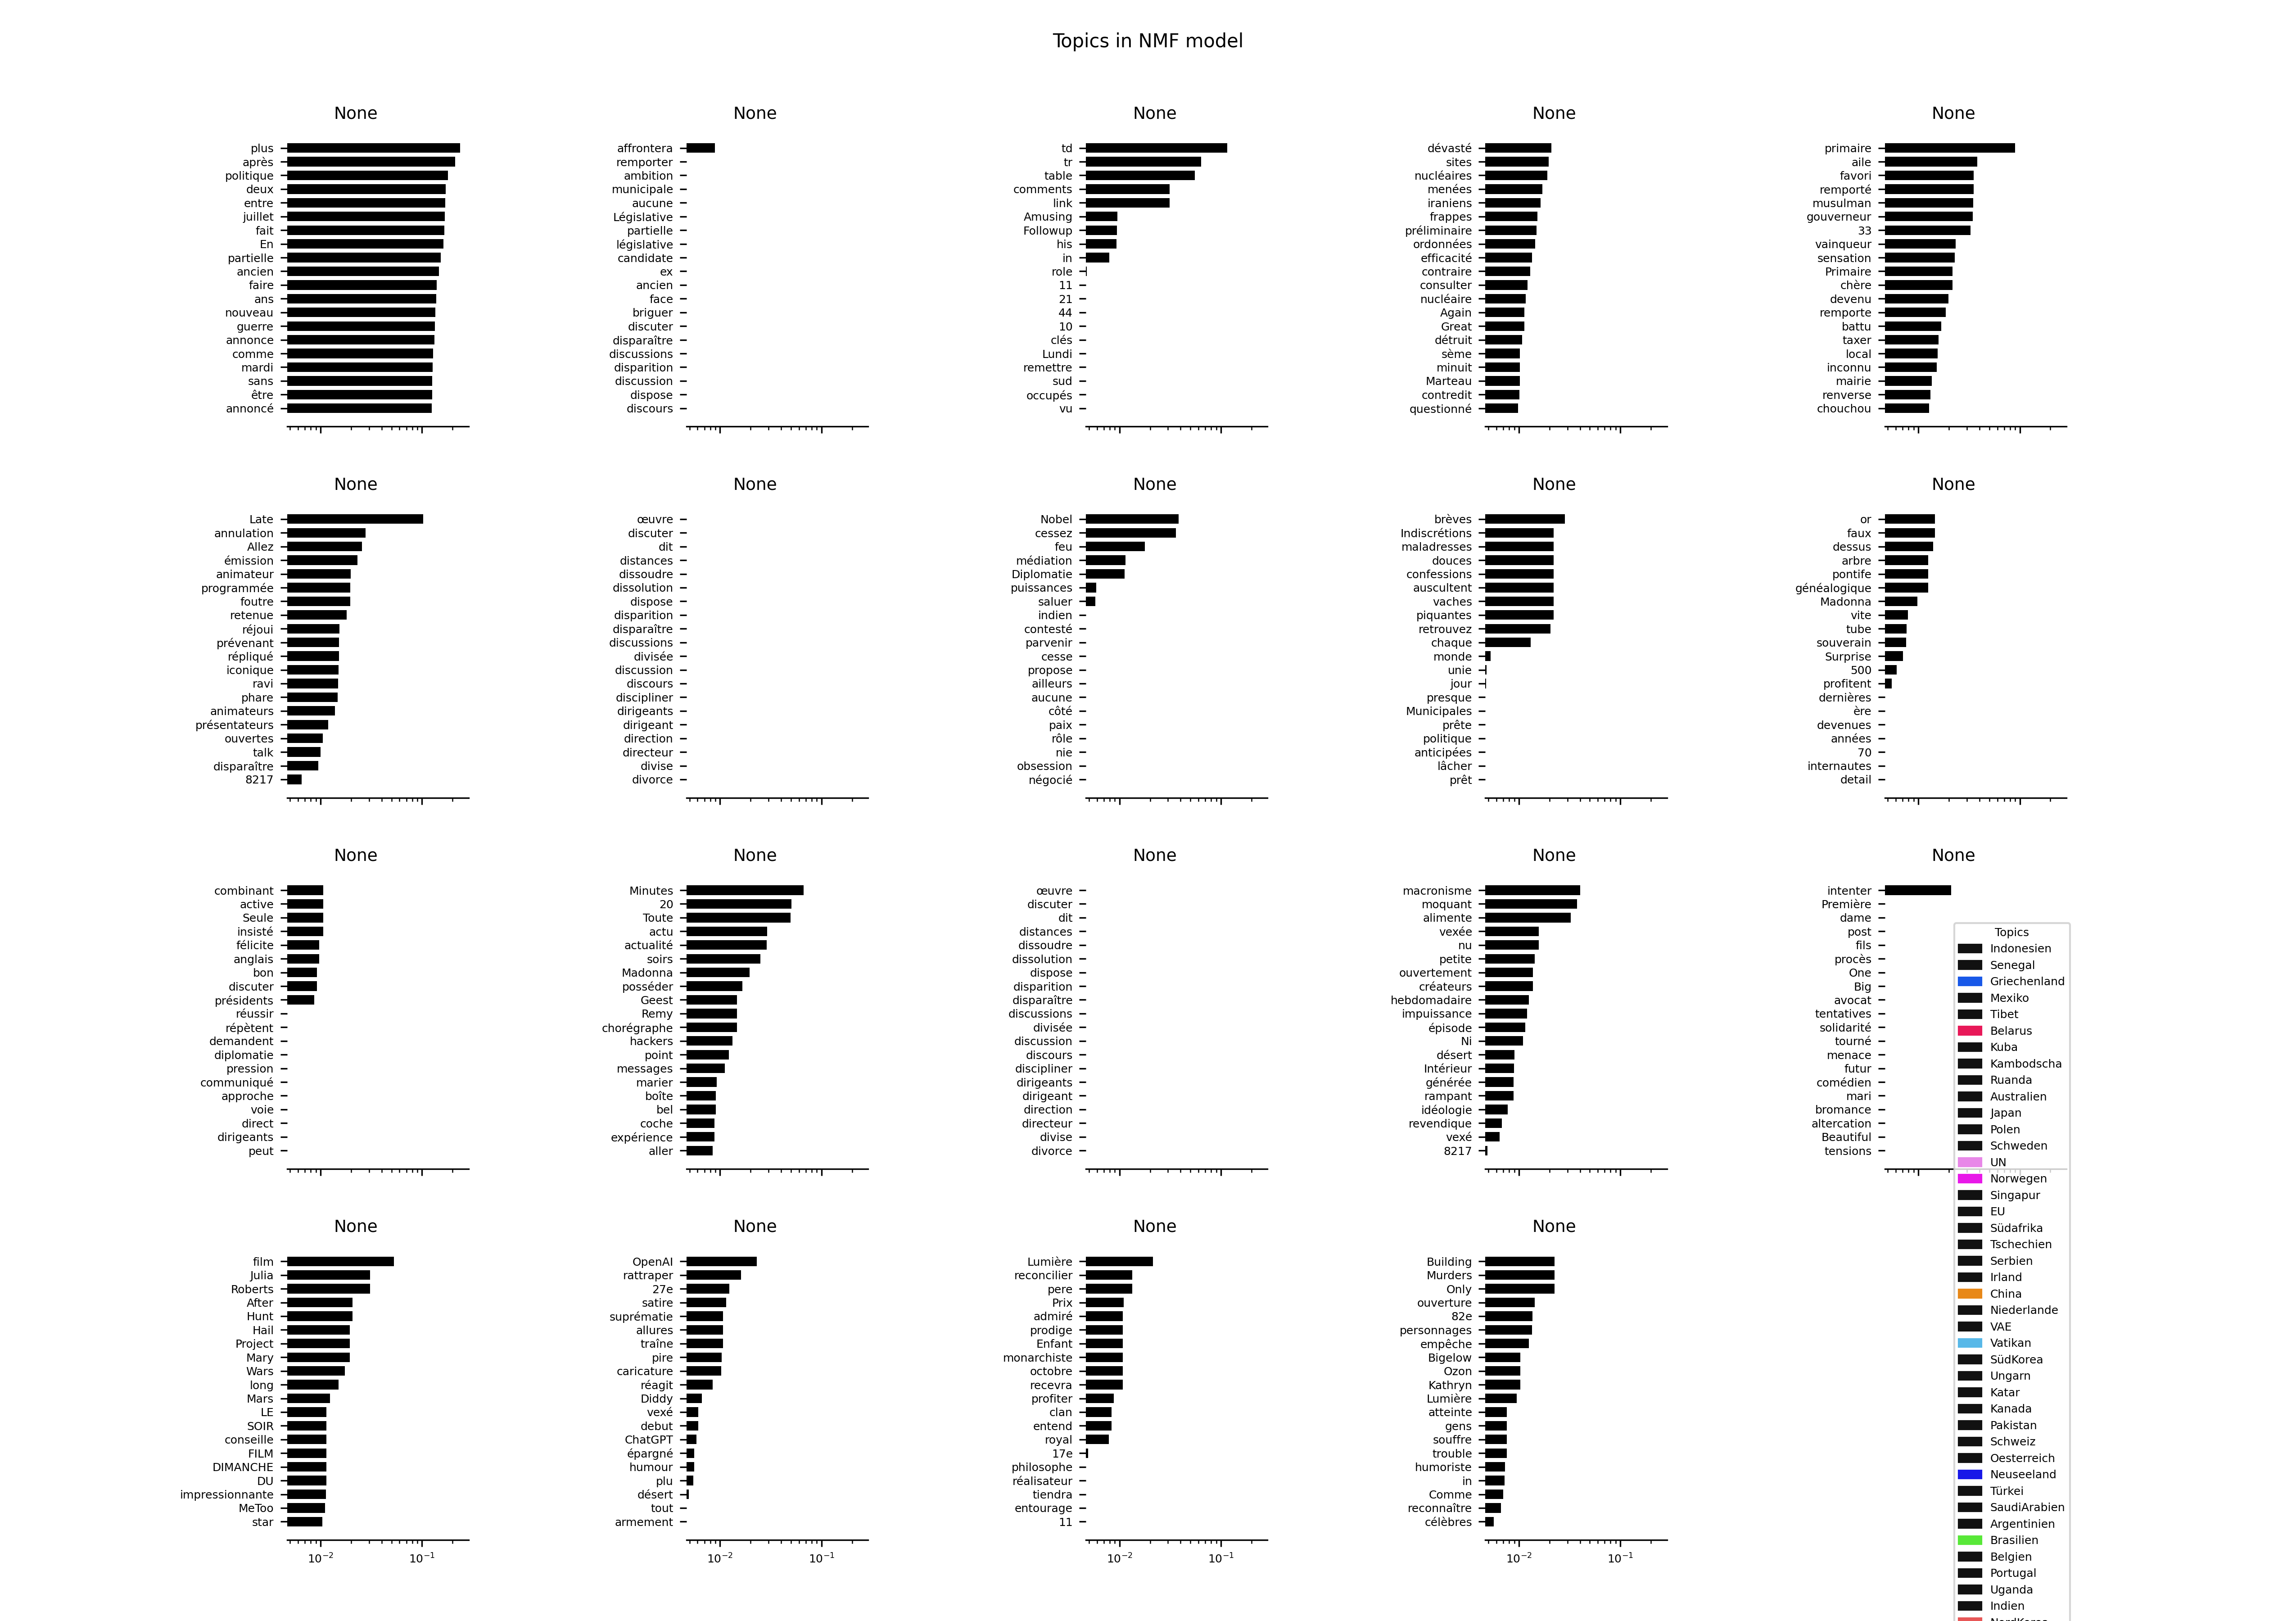 Topics in NMF model
None
plus
après
politique
deux
entre
juillet
fait
En
partielle
ancien
faire
ans
nouveau
guerre
annonce
comme
mardi
sans
être
annoncé
None
affrontera
remporter
ambition
municipale
aucune
Législative
partielle
législative
candidate
ex
ancien
face
briguer
discuter
disparaître
discussions
disparition
discussion
dispose
discours
None
td
tr
table
comments
link
Amusing
Followup
his
in
role
11
21
44
10
clés
Lundi
remettre
sud
occupés
vu
None
dévasté
sites
nucléaires
menées
iraniens
frappes
préliminaire
ordonnées
efficacité
contraire
consulter
nucléaire
Again
Great
détruit
sème
minuit
Marteau
contredit
questionné
None
primaire
aile
favori
remporté
musulman
gouverneur
33
vainqueur
sensation
Primaire
chère
devenu
remporte
battu
taxer
local
inconnu
mairie
renverse
chouchou
None
Late
annulation
Allez
émission
animateur
programmée
foutre
retenue
réjoui
prévenant
répliqué
iconique
ravi
phare
animateurs
présentateurs
ouvertes
talk
disparaître
8217
None
œuvre
discuter
dit
distances
dissoudre
dissolution
dispose
disparition
disparaître
discussions
divisée
discussion
discours
discipliner
dirigeants
dirigeant
direction
directeur
divise
divorce
None
Nobel
cessez
feu
médiation
Diplomatie
puissances
saluer
indien
contesté
parvenir
cesse
propose
ailleurs
aucune
côté
paix
rôle
nie
obsession
négocié
None
brèves
Indiscrétions
maladresses
douces
confessions
auscultent
vaches
piquantes
retrouvez
chaque
monde
unie
jour
presque
Municipales
prête
politique
anticipées
lâcher
prêt
None
or
faux
dessus
arbre
pontife
généalogique
Madonna
vite
tube
souverain
Surprise
500
profitent
dernières
ère
devenues
années
70
internautes
detail
None
combinant
active
Seule
insisté
félicite
anglais
bon
discuter
présidents
réussir
répètent
demandent
diplomatie
pression
communiqué
approche
voie
direct
dirigeants
peut
None
Minutes
20
Toute
actu
actualité
soirs
Madonna
posséder
Geest
Remy
chorégraphe
hackers
point
messages
marier
boîte
bel
coche
expérience
aller
None
œuvre
discuter
dit
distances
dissoudre
dissolution
dispose
disparition
disparaître
discussions
divisée
discussion
discours
discipliner
dirigeants
dirigeant
direction
directeur
divise
divorce
None
macronisme
moquant
alimente
vexée
nu
petite
ouvertement
créateurs
hebdomadaire
impuissance
épisode
Ni
désert
Intérieur
générée
rampant
idéologie
revendique
vexé
8217
None
intenter
Première
dame
post
fils
procès
One
Big
avocat
tentatives
solidarité
tourné
menace
futur
comédien
mari
bromance
altercation
Beautiful
tensions
None
film
Julia
Roberts
After
Hunt
Hail
Project
Mary
Wars
long
Mars
LE
SOIR
conseille
FILM
DIMANCHE
DU
impressionnante
MeToo
star
10⁻² 10⁻¹
None
OpenAI
rattraper
27e
satire
suprématie
allures
traîne
pire
caricature
réagit
Diddy
vexé
debut
ChatGPT
épargné
humour
plu
désert
tout
armement
10⁻² 10⁻¹
None
Lumière
reconcilier
pere
Prix
admiré
prodige
Enfant
monarchiste
octobre
recevra
profiter
clan
entend
royal
17e
philosophe
réalisateur
tiendra
entourage
11
10⁻² 10⁻¹
None
Building
Murders
Only
ouverture
82e
personnages
empêche
Bigelow
Ozon
Kathryn
Lumière
atteinte
gens
souffre
trouble
humoriste
in
Comme
reconnaître
célèbres
10⁻² 10⁻¹
Topics
Indonesien
Senegal
Griechenland
Mexiko
Tibet
Belarus
Kuba
Kambodscha
Ruanda
Australien
Japan
Polen
Schweden
UN
Norwegen
Singapur
EU
Südafrika
Tschechien
Serbien
Irland
China
Niederlande
VAE
Vatikan
SüdKorea
Ungarn
Katar
Kanada
Pakistan
Schweiz
Oesterreich
Neuseeland
Türkei
SaudiArabien
Argentinien
Brasilien
Belgien
Portugal
Uganda
Indien